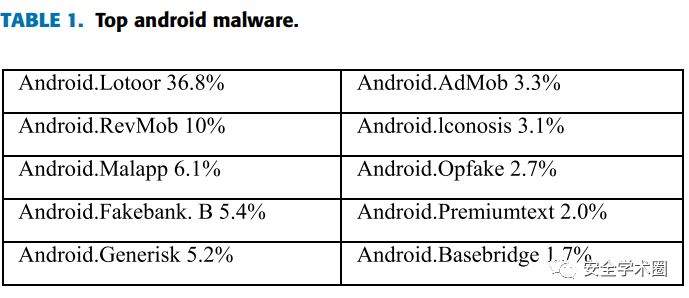 TABLE 1. Top android malware.
Android.Lotoor 36.8% Android.AdMob 3.3%
Android.RevMob 10% Android.lconosis 3.1%
Android.Malapp 6.1% Android.Opfake 2.7%
Android.Fakebank. B 5.4% Android.Premiumtext 2.0%
Android.Generisk 5.2% Android.Basebridge 1.7%
安全学术圈